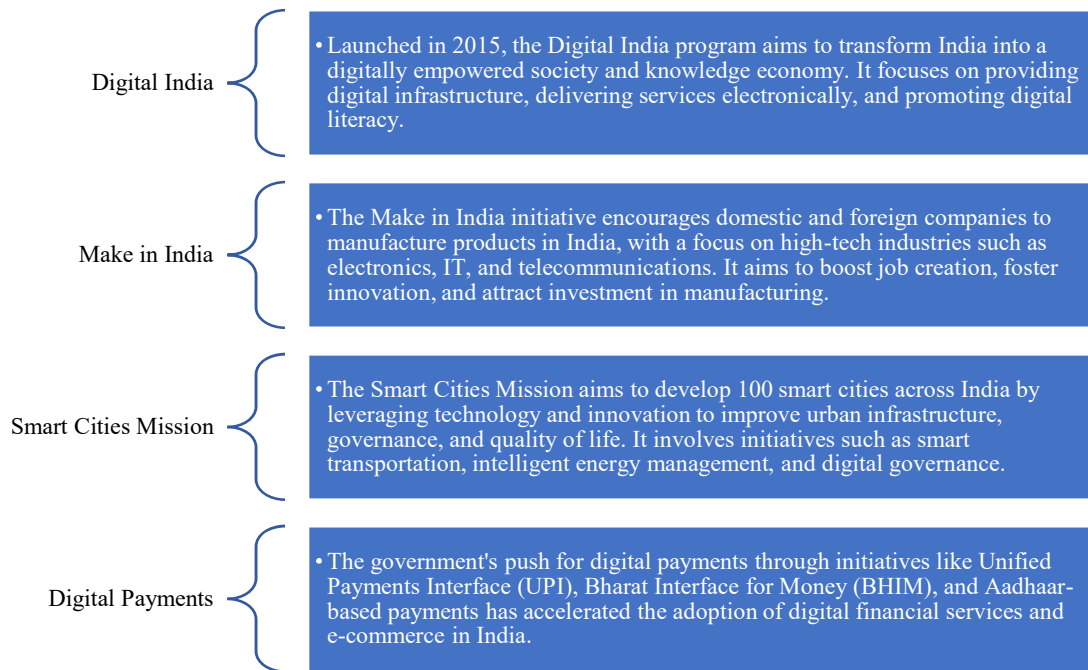 Digital India
• Launched in 2015, the Digital India program aims to transform India into a
digitally empowered society and knowledge economy. It focuses on providing
digital infrastructure, delivering services electronically, and promoting digital
literacy.
Make in India
• The Make in India initiative encourages domestic and foreign companies to
manufacture products in India, with a focus on high-tech industries such as
electronics, IT, and telecommunications. It aims to boost job creation, foster
innovation, and attract investment in manufacturing.
Smart Cities Mission
• The Smart Cities Mission aims to develop 100 smart cities across India by
leveraging technology and innovation to improve urban infrastructure,
governance, and quality of life. It involves initiatives such as smart
transportation, intelligent energy management, and digital governance.
Digital Payments
• The government's push for digital payments through initiatives like Unified
Payments Interface (UPI), Bharat Interface for Money (BHIM), and Aadhaar-
based payments has accelerated the adoption of digital financial services and
e-commerce in India.